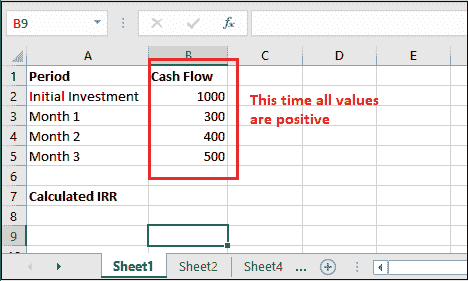 B9
fx
A B C D E
1 Period Cash Flow
2 Initial Investment 1000
3 Month 1 300
4 Month 2 400
5 Month 3 500
This time all values
are positive
6
7 Calculated IRR
8
9
Sheet1 Sheet2 Sheet4 ...